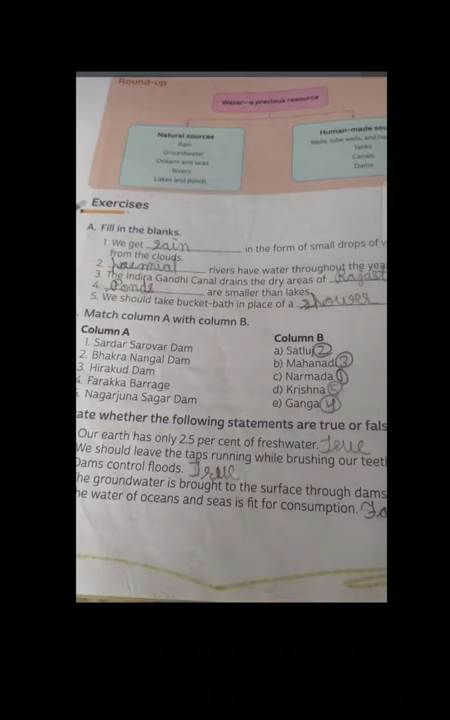 Round-up
Water—a precious resource
Natural sources
Rain
Groundwater
Oceans and seas
Rivers
Lakes and ponds
Human-made sou
Wells, tube wells, and
Tanks
Canals
Dams
Exercises
A. Fill in the blanks.
1. We get rain in the form of small drops of
from the clouds.
2. rivers have water throughout the yea
3. The Indira Gandhi Canal drains the dry areas of
4. Ponds are smaller than lakes.
5. We should take bucket-bath in place of a shower
. Match column A with column B.
Column A
1. Sardar Sarovar Dam
2. Bhakra Nangal Dam
3. Hirakud Dam
4. Farakka Barrage
5. Nagarjuna Sagar Dam
Column B
a) Satluj 2
b) Mahanadi 3
c) Narmada 1
d) Krishna 5
e) Ganga 4
ate whether the following statements are true or fals
Our earth has only 2.5 per cent of freshwater. True
We should leave the taps running while brushing our teet
Dams control floods. True
he groundwater is brought to the surface through dams
he water of oceans and seas is fit for consumption. Fa